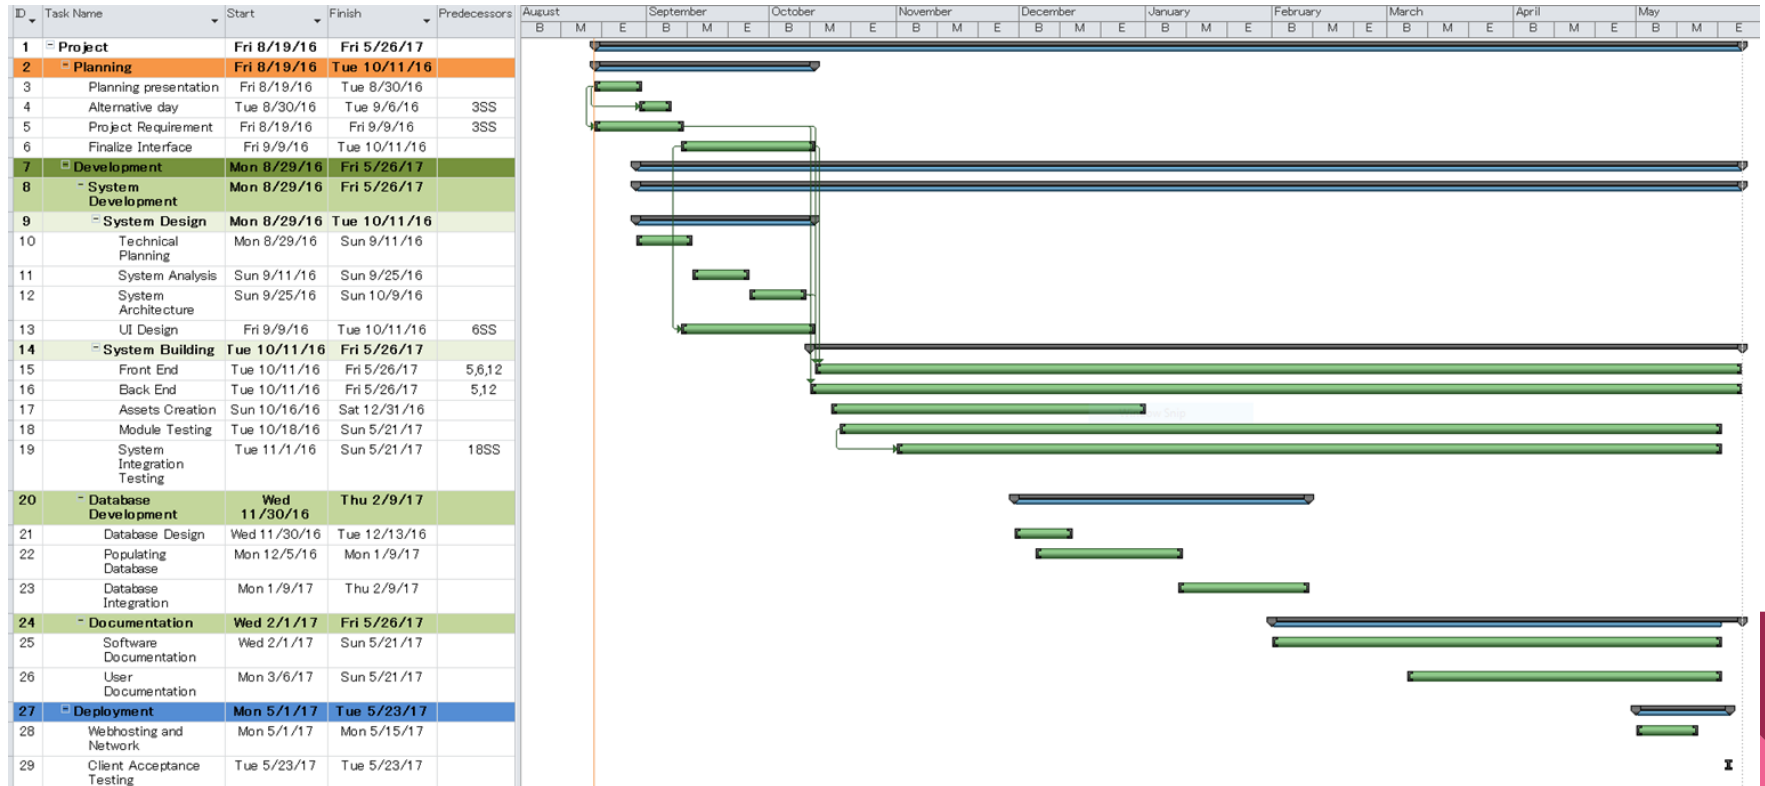 ID Task Name Start Finish Predecessors August September October November December January February March April May
B M E B M E B M E B M E B M E B M E B M E B M E B M E B M E
1 Project Fri 8/19/16 Fri 5/26/17
2 Planning Fri 8/19/16 Tue 10/11/16
3 Planning presentation Fri 8/19/16 Tue 8/30/16
4 Alternative day Tue 8/30/16 Tue 9/6/16 3SS
5 Project Requirement Fri 8/19/16 Fri 9/9/16 3SS
6 Finalize Interface Fri 9/9/16 Tue 10/11/16
7 Development Mon 8/29/16 Fri 5/26/17
8 System Mon 8/29/16 Fri 5/26/17
Development
9 System Design Mon 8/29/16 Tue 10/11/16
10 Technical Mon 8/29/16 Sun 9/11/16
Planning
11 System Analysis Sun 9/11/16 Sun 9/25/16
12 System Sun 9/25/16 Sun 10/9/16
Architecture
13 UI Design Fri 9/9/16 Tue 10/11/16 6SS
14 System Building Tue 10/11/16 Fri 5/26/17
15 Front End Tue 10/11/16 Fri 5/26/17 5,6,12
16 Back End Tue 10/11/16 Fri 5/26/17 5,12
17 Assets Creation Sun 10/16/16 Sat 12/31/16
18 Module Testing Tue 10/18/16 Sun 5/21/17
19 System Tue 11/1/16 Sun 5/21/17 18SS
Integration
Testing
20 Database Wed Thu 2/9/17
Development 11/30/16
21 Database Design Wed 11/30/16 Tue 12/13/16
22 Populating Mon 12/5/16 Mon 1/9/17
Database
23 Database Mon 1/9/17 Thu 2/9/17
Integration
24 Documentation Wed 2/1/17 Fri 5/26/17
25 Software Wed 2/1/17 Sun 5/21/17
Documentation
26 User Mon 3/6/17 Sun 5/21/17
Documentation
27 Deployment Mon 5/1/17 Tue 5/23/17
28 Webhosting and Mon 5/1/17 Mon 5/15/17
Network
29 Client Acceptance Tue 5/23/17 Tue 5/23/17
Testing